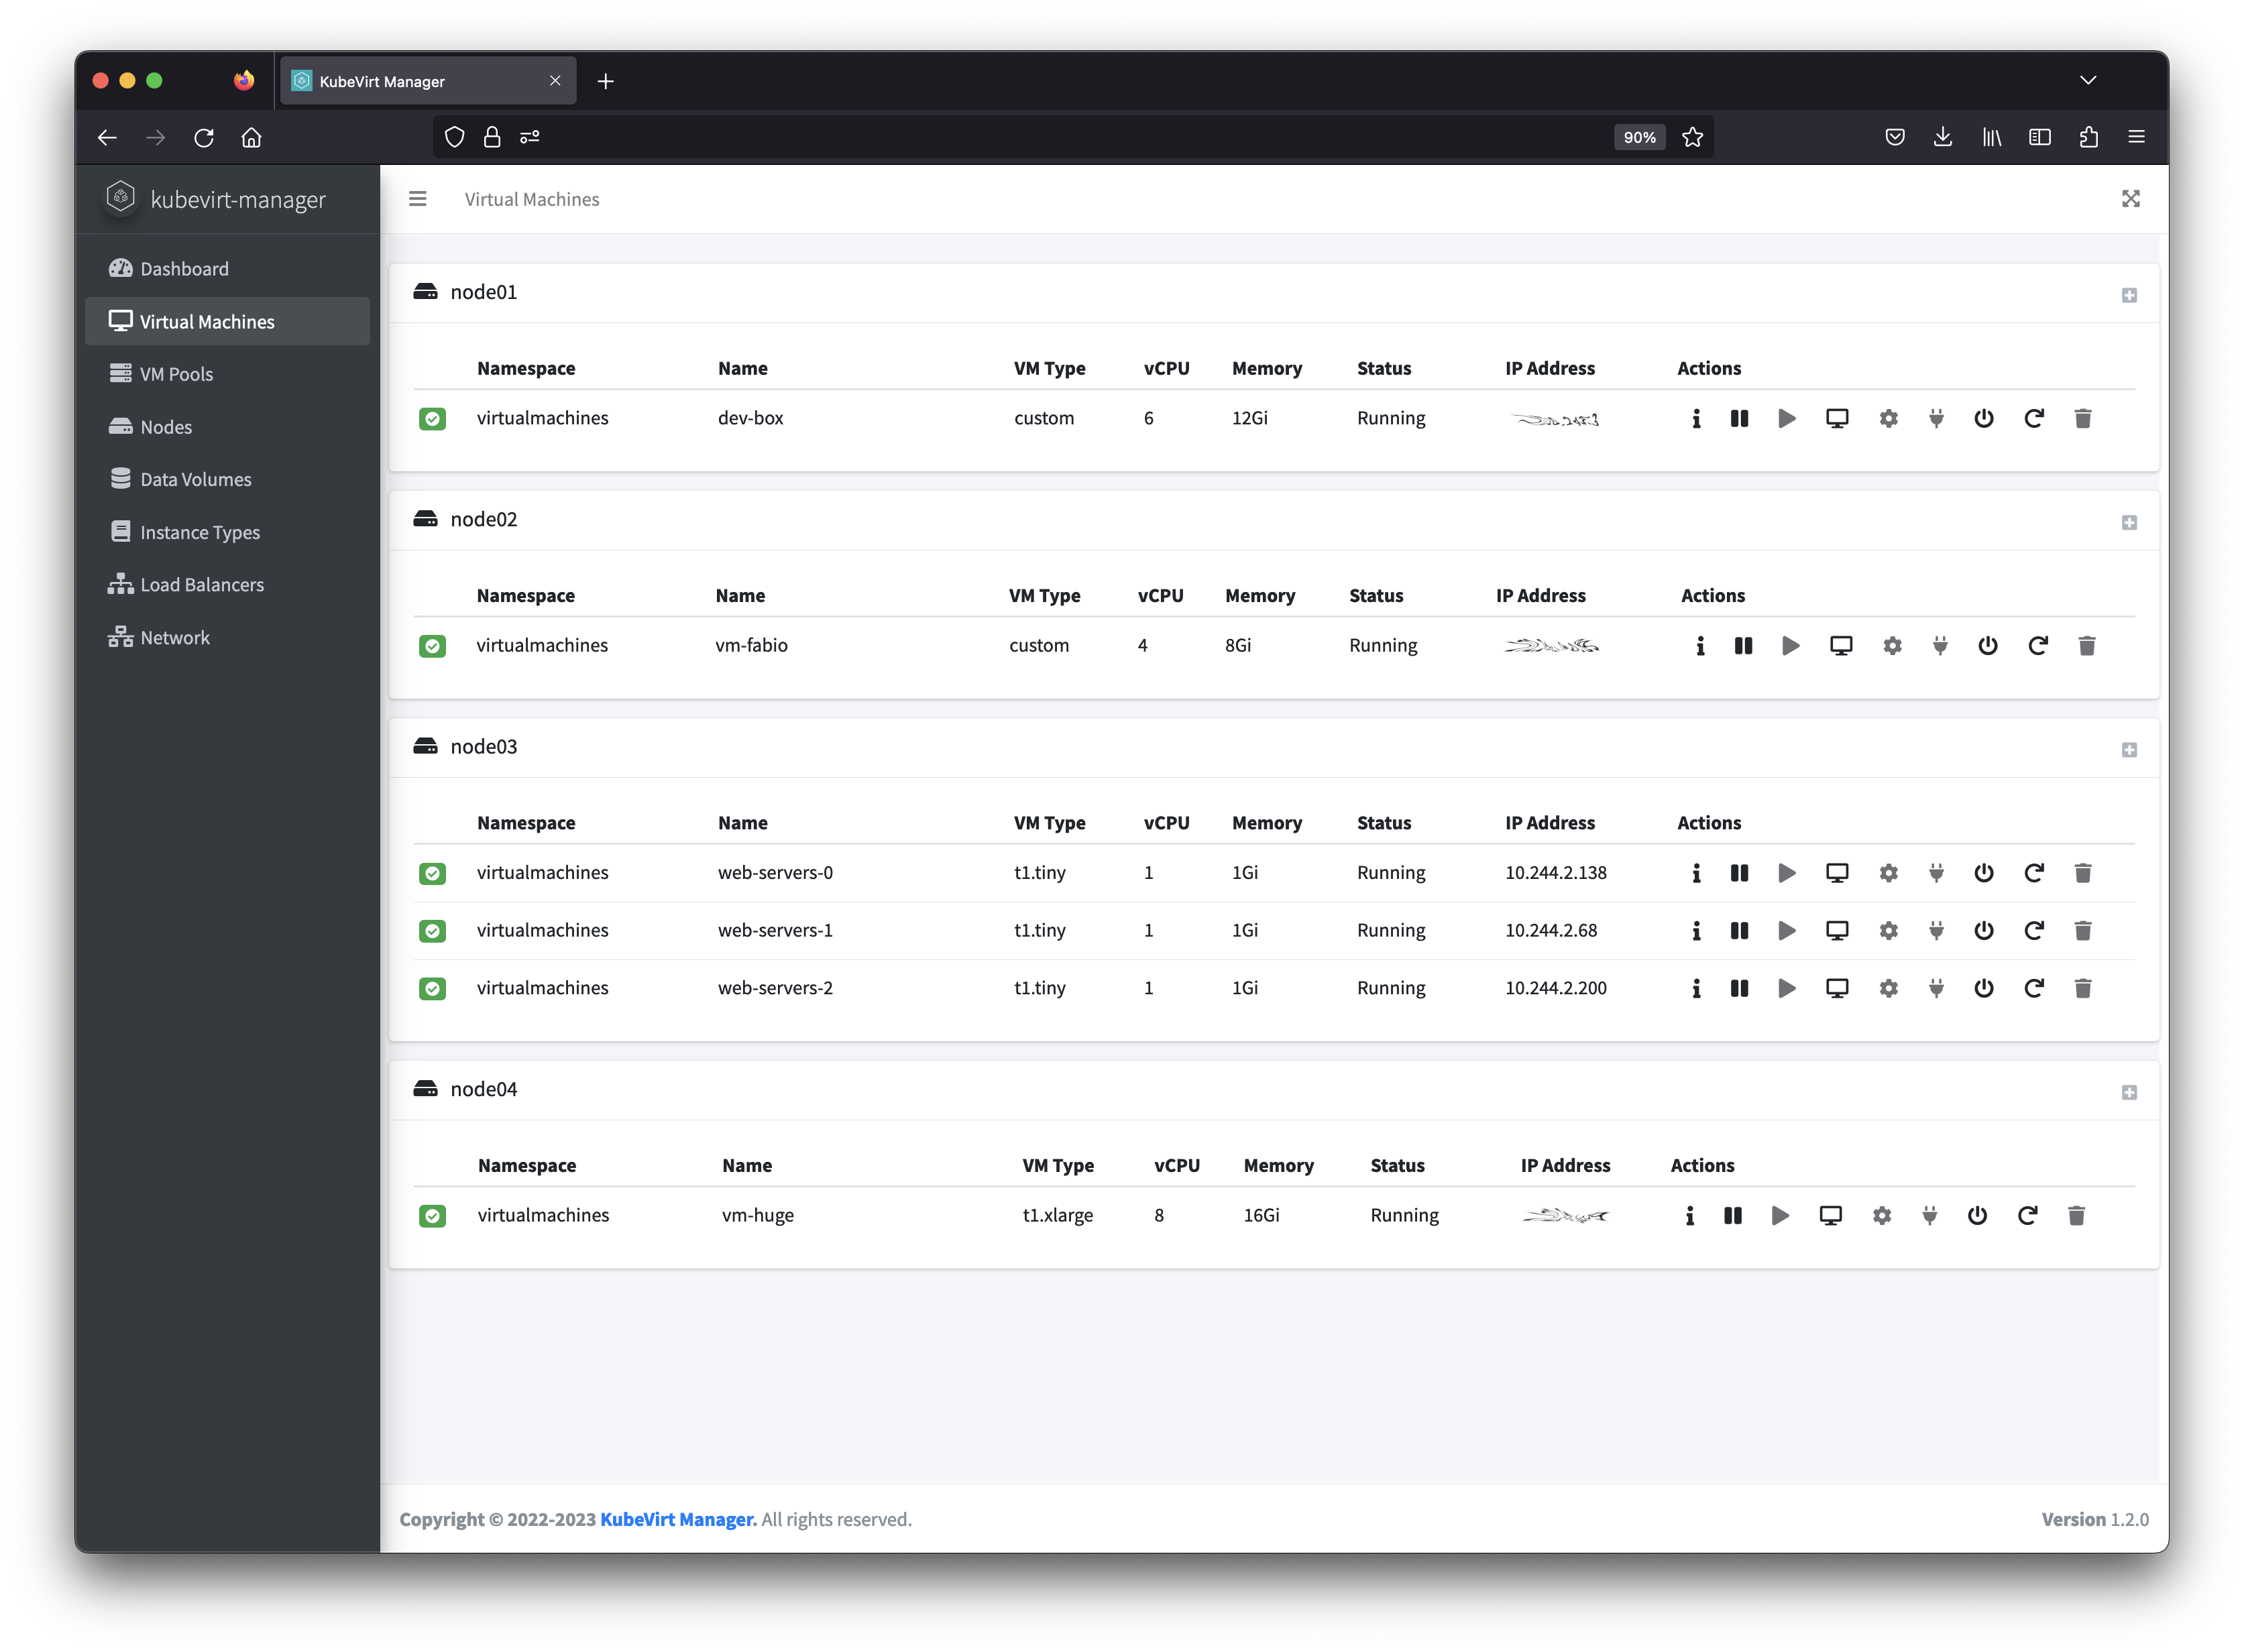 KubeVirt Manager
90%
kubevirt-manager
Virtual Machines
Dashboard
Virtual Machines
VM Pools
Nodes
Data Volumes
Instance Types
Load Balancers
Network
node01
Namespace Name VM Type vCPU Memory Status IP Address Actions
virtualmachines dev-box custom 6 12Gi Running
node02
Namespace Name VM Type vCPU Memory Status IP Address Actions
virtualmachines vm-fabio custom 4 8Gi Running
node03
Namespace Name VM Type vCPU Memory Status IP Address Actions
virtualmachines web-servers-0 t1.tiny 1 1Gi Running 10.244.2.138
virtualmachines web-servers-1 t1.tiny 1 1Gi Running 10.244.2.68
virtualmachines web-servers-2 t1.tiny 1 1Gi Running 10.244.2.200
node04
Namespace Name VM Type vCPU Memory Status IP Address Actions
virtualmachines vm-huge t1.xlarge 8 16Gi Running
Copyright © 2022-2023 KubeVirt Manager. All rights reserved.
Version 1.2.0